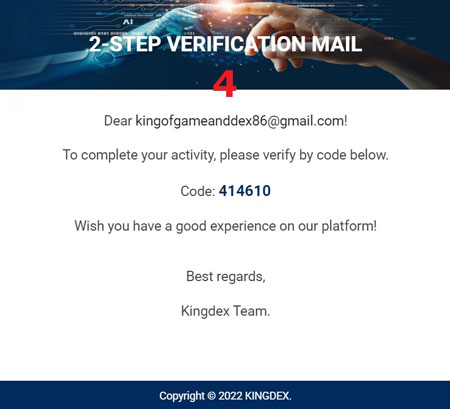 AI
2-STEP VERIFICATION MAIL
4
Dear kingofgameanddex86@gmail.com!
To complete your activity, please verify by code below.
Code: 414610
Wish you have a good experience on our platform!
Best regards,
Kingdex Team.
Copyright © 2022 KINGDEX.